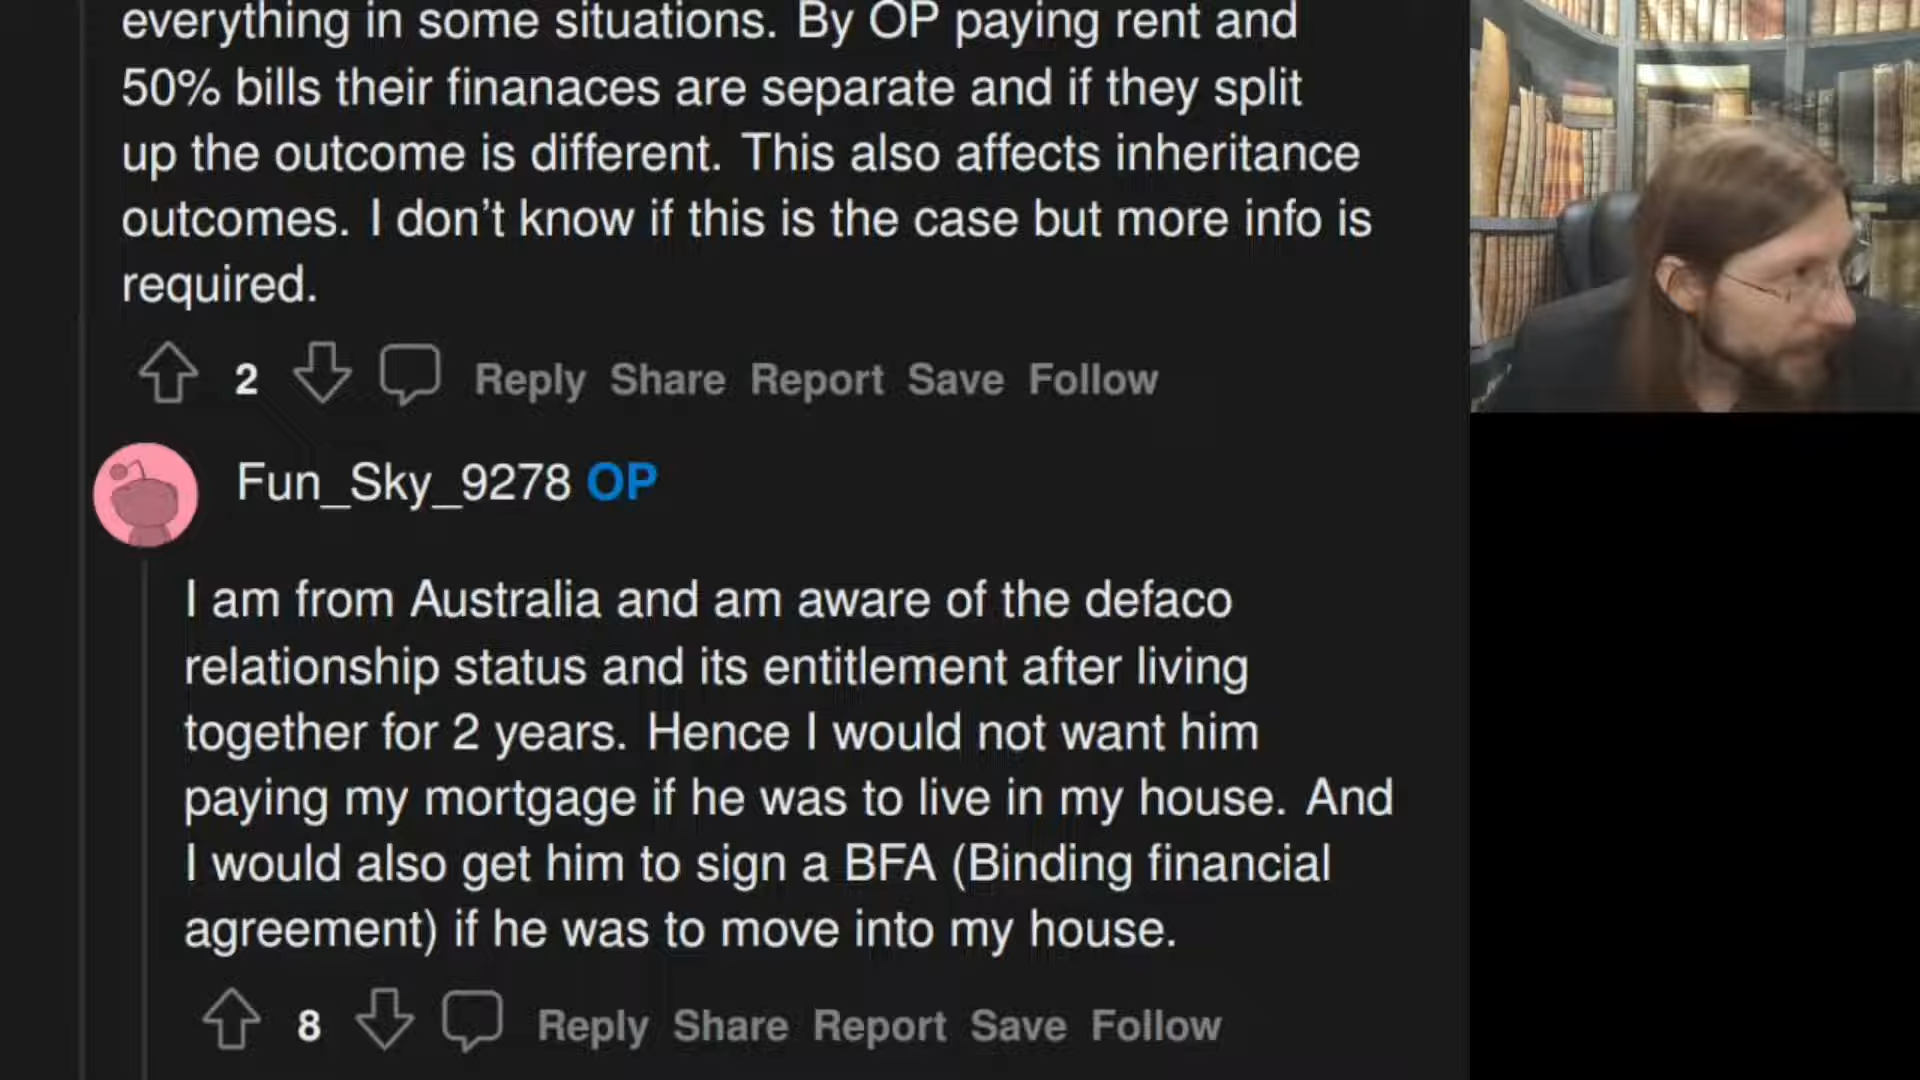 everything in some situations. By OP paying rent and
50% bills their finanaces are separate and if they split
up the outcome is different. This also affects inheritance
outcomes. I don’t know if this is the case but more info is
required.
2 Reply Share Report Save Follow
Fun_Sky_9278 OP
I am from Australia and am aware of the defaco
relationship status and its entitlement after living
together for 2 years. Hence I would not want him
paying my mortgage if he was to live in my house. And
I would also get him to sign a BFA (Binding financial
agreement) if he was to move into my house.
8 Reply Share Report Save Follow